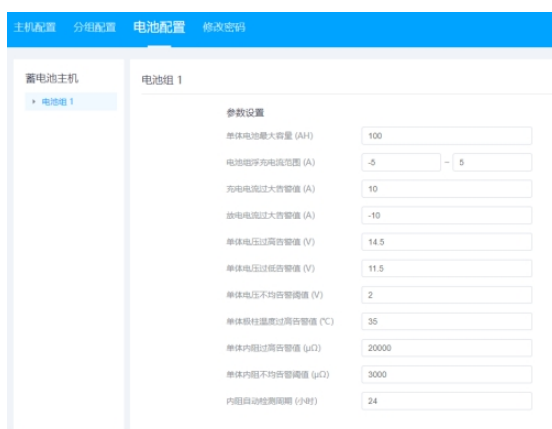 主机配置 分组配置 电池配置 修改密码
蓄电池主机
电池组 1
电池组 1
参数设置
单体电池最大容量 (AH) 100
电池组浮充电流范围 (A) -5 – 5
充电电流过大告警值 (A) 10
放电电流过大告警值 (A) -10
单体电压过高告警值 (V) 14.5
单体电压过低告警值 (V) 11.5
单体电压不均告警阈值 (V) 2
单体极柱温度过高告警值 (℃) 35
单体内阻过高告警值 (μΩ) 20000
单体内阻不均告警阈值 (μΩ) 3000
内阻自动检测周期 (小时) 24